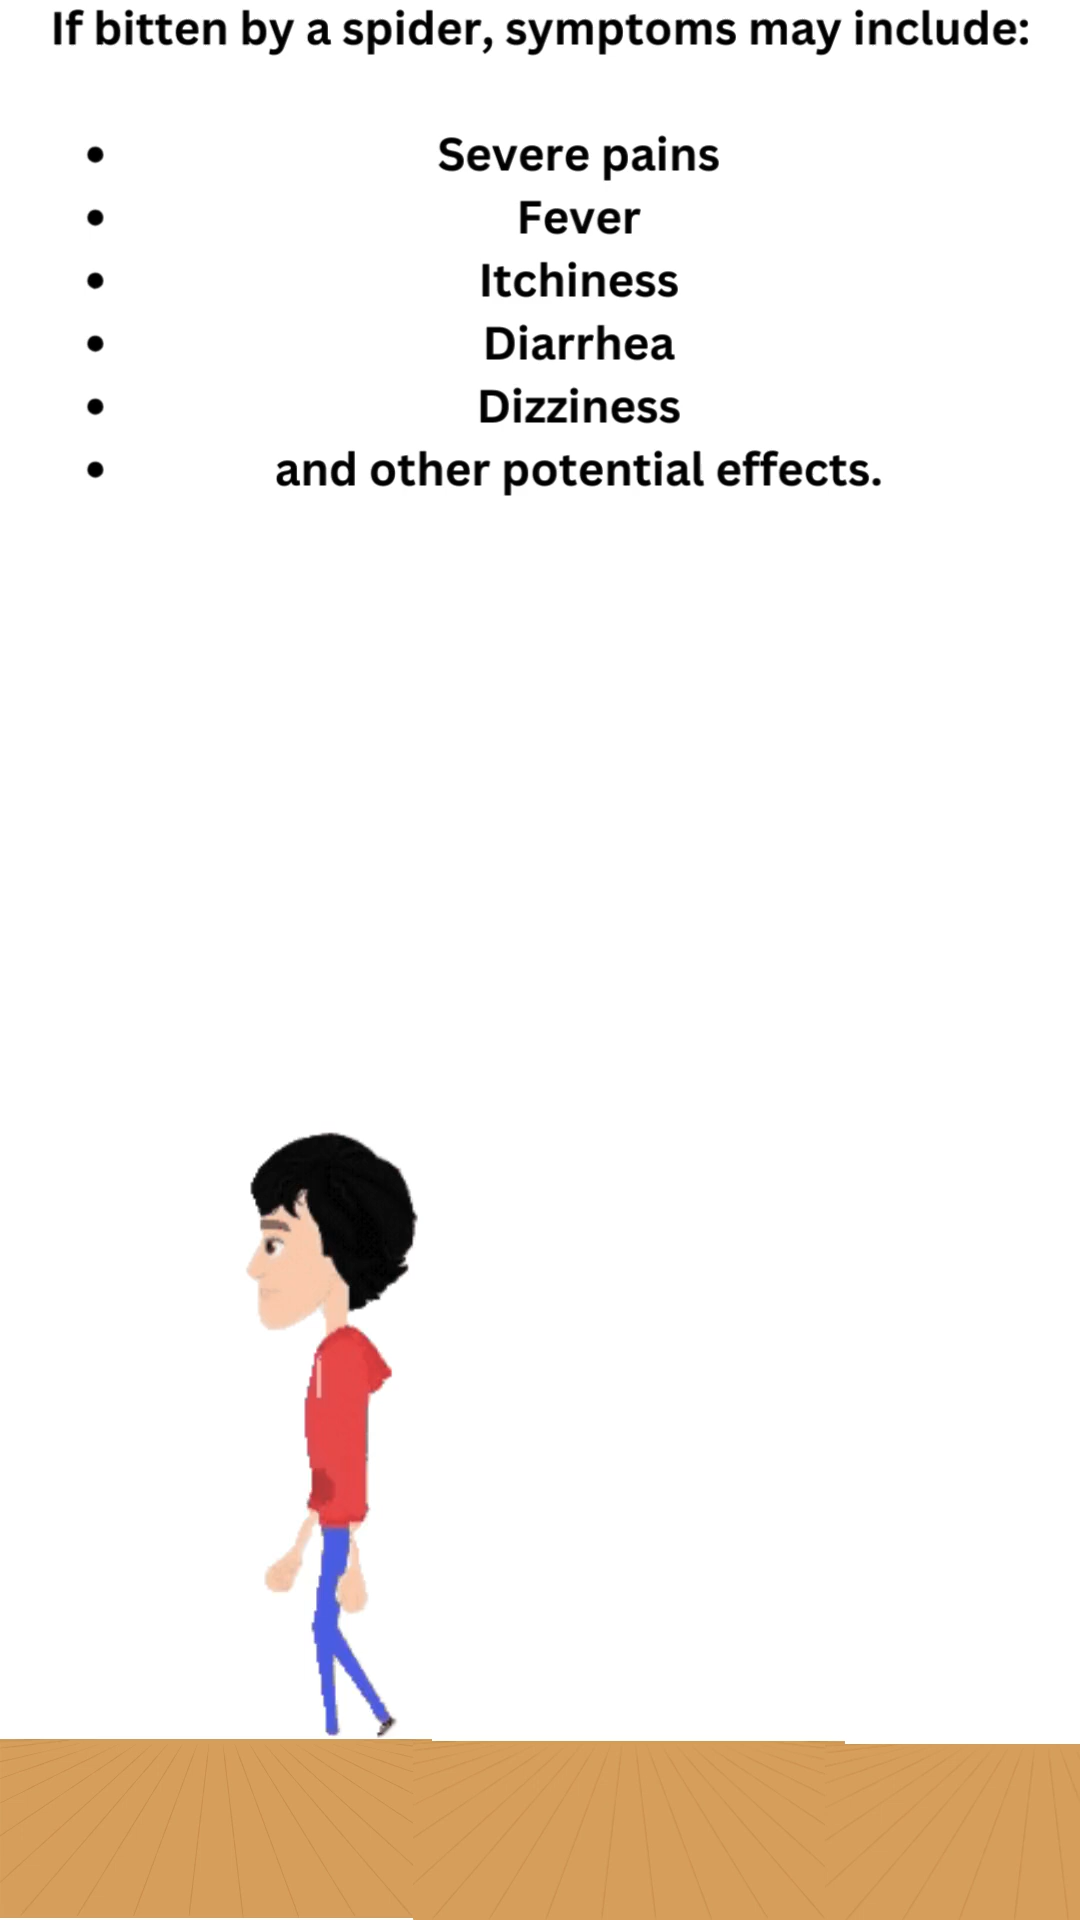 If bitten by a spider, symptoms may include:
• Severe pains
• Fever
• Itchiness
• Diarrhea
• Dizziness
• and other potential effects.